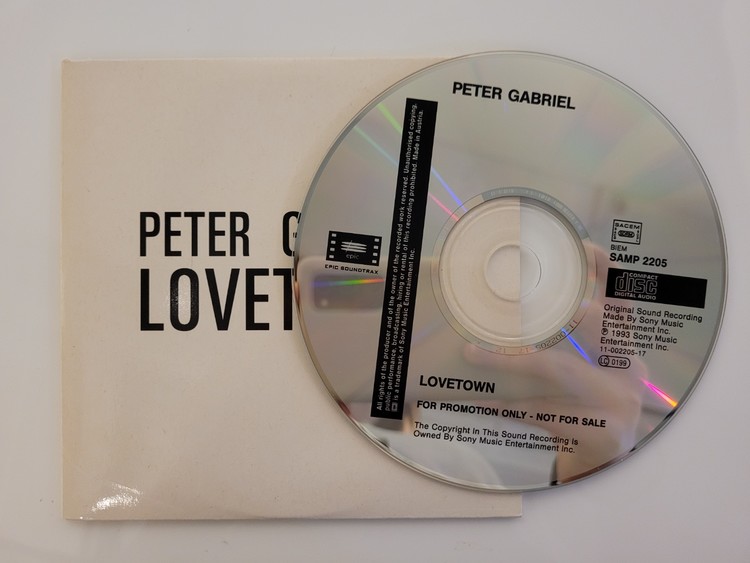 PETER G
LOVET
PETER GABRIEL
All rights of the producer and of the owner of the recorded work reserved. Unauthorised copying,
public performance, broadcasting, hiring or rental of this recording prohibited. Made in Austria.
is a trademark of Sony Music Entertainment Inc.
epic
EPIC SOUNDTRAX
SACEM
BIEM
SAMP 2205
COMPACT
disc
DIGITAL AUDIO
Original Sound Recording
Made By Sony Music
Entertainment Inc.
℗ 1993 Sony Music
Entertainment Inc.
11-002205-17
LC 0199
LOVETOWN
FOR PROMOTION ONLY - NOT FOR SALE
The Copyright In This Sound Recording Is
Owned By Sony Music Entertainment Inc.